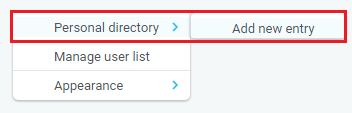 Personal directory
Add new entry
Manage user list
Appearance